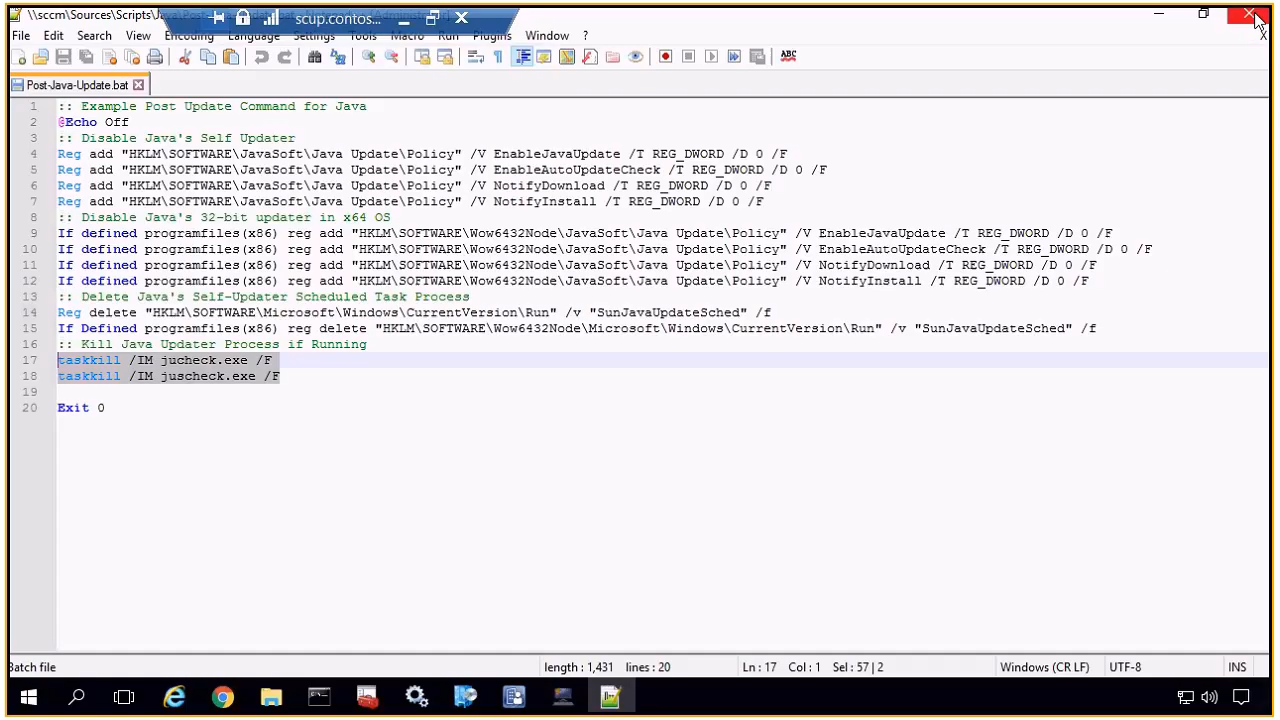 \\sccm\Sources\Scripts\Java\Post-
scup.contos...
File Edit Search View Encoding Language Settings Tools Macro Run Plugins Window ?
Post-Java-Update.bat
1 :: Example Post Update Command for Java
2 @Echo Off
3 :: Disable Java's Self Updater
4 Reg add "HKLM\SOFTWARE\JavaSoft\Java Update\Policy" /V EnableJavaUpdate /T REG_DWORD /D 0 /F
5 Reg add "HKLM\SOFTWARE\JavaSoft\Java Update\Policy" /V EnableAutoUpdateCheck /T REG_DWORD /D 0 /F
6 Reg add "HKLM\SOFTWARE\JavaSoft\Java Update\Policy" /V NotifyDownload /T REG_DWORD /D 0 /F
7 Reg add "HKLM\SOFTWARE\JavaSoft\Java Update\Policy" /V NotifyInstall /T REG_DWORD /D 0 /F
8 :: Disable Java's 32-bit updater in x64 OS
9 If defined programfiles(x86) reg add "HKLM\SOFTWARE\Wow6432Node\JavaSoft\Java Update\Policy" /V EnableJavaUpdate /T REG_DWORD /D 0 /F
10 If defined programfiles(x86) reg add "HKLM\SOFTWARE\Wow6432Node\JavaSoft\Java Update\Policy" /V EnableAutoUpdateCheck /T REG_DWORD /D 0 /F
11 If defined programfiles(x86) reg add "HKLM\SOFTWARE\Wow6432Node\JavaSoft\Java Update\Policy" /V NotifyDownload /T REG_DWORD /D 0 /F
12 If defined programfiles(x86) reg add "HKLM\SOFTWARE\Wow6432Node\JavaSoft\Java Update\Policy" /V NotifyInstall /T REG_DWORD /D 0 /F
13 :: Delete Java's Self-Updater Scheduled Task Process
14 Reg delete "HKLM\SOFTWARE\Microsoft\Windows\CurrentVersion\Run" /v "SunJavaUpdateSched" /f
15 If Defined programfiles(x86) reg delete "HKLM\SOFTWARE\Wow6432Node\Microsoft\Windows\CurrentVersion\Run" /v "SunJavaUpdateSched" /f
16 :: Kill Java Updater Process if Running
17 taskkill /IM jucheck.exe /F
18 taskkill /IM juscheck.exe /F
19
20 Exit 0
Batch file length : 1,431 lines : 20 Ln : 17 Col : 1 Sel : 57 | 2 Windows (CR LF) UTF-8 INS